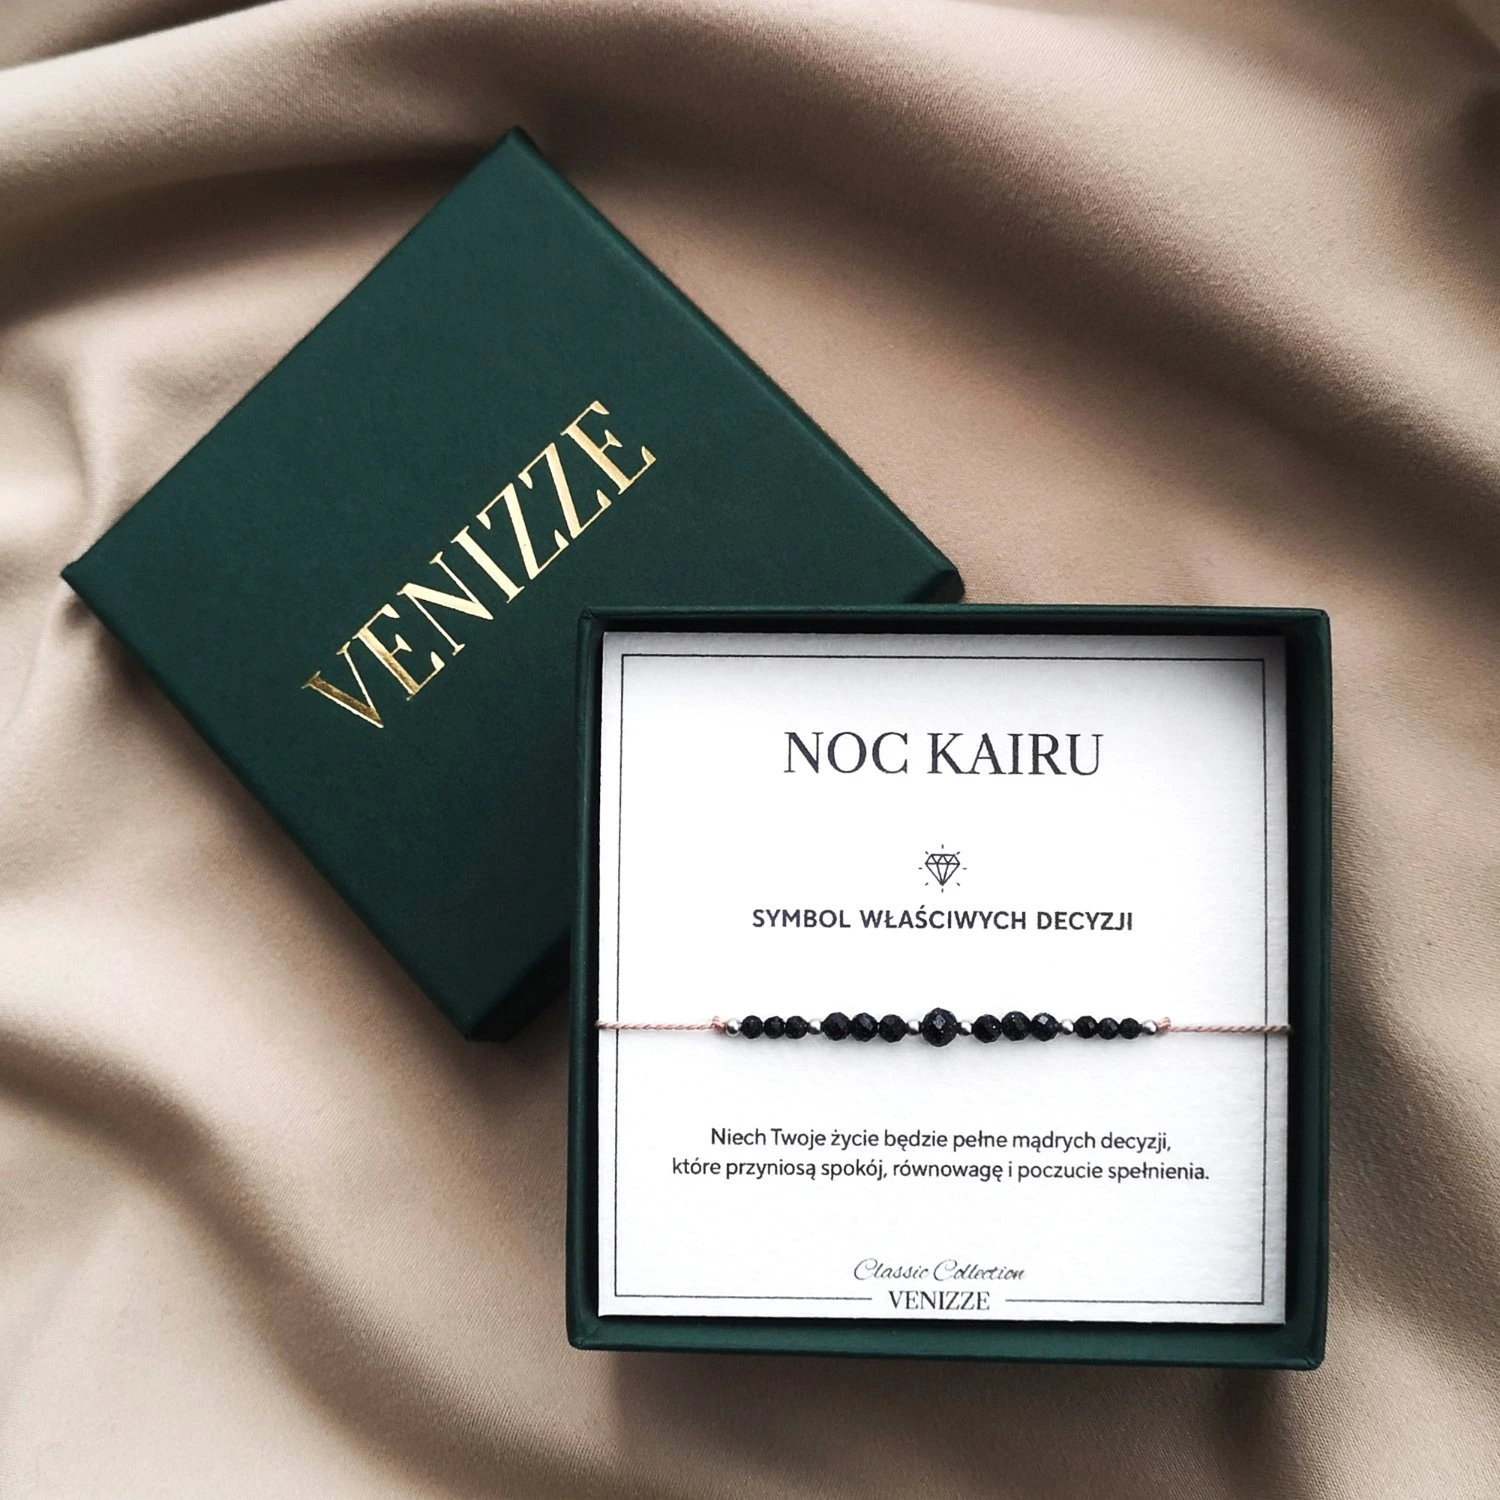 VENIZZE
NOC KAIRU
SYMBOL WŁAŚCIWYCH DECYZJI
Niech Twoje życie będzie pełne mądrych decyzji,
które przyniosą spokój, równowagę i poczucie spełnienia.
Classic Collection
VENIZZE